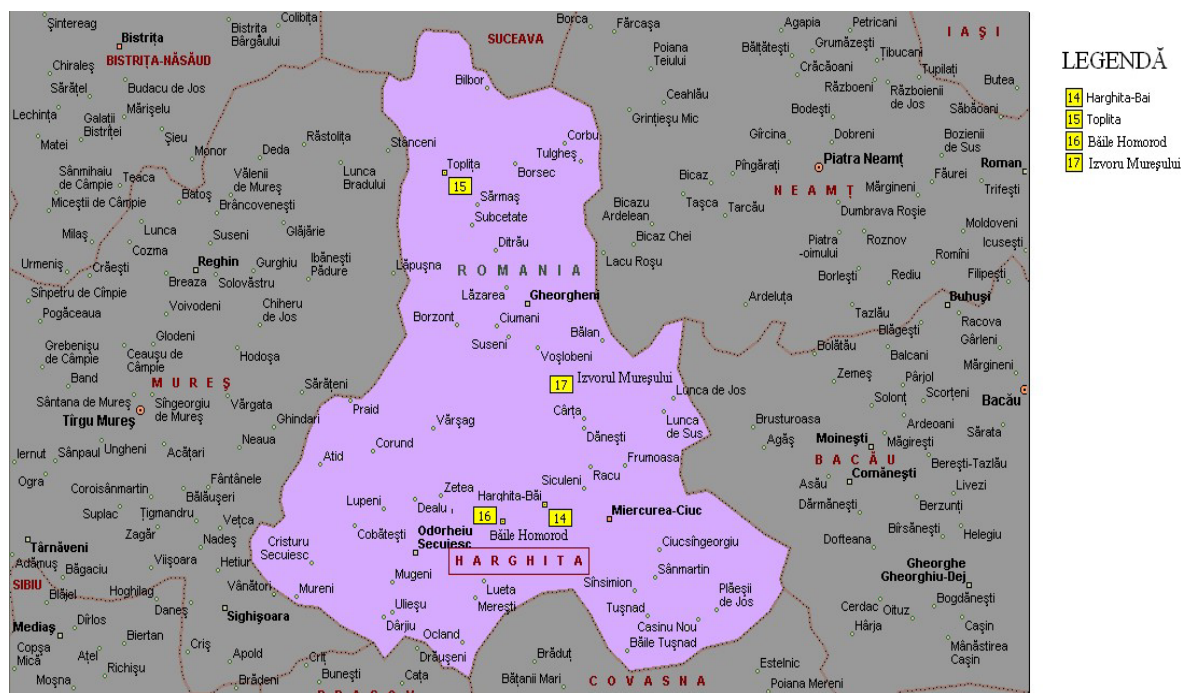 Şintereag
Colibiţa
Borca
Fărcaşa
Agapia
Petricani
Bistriţa
Bistriţa
Bârgăului
SUCEAVA
Poiana
Teiului
Grumăzeşti
Băltăteşti
Ţibucani
IAŞI
LEGENDĂ
BISTRIŢA-NĂSĂUD
Chiraleş
Crăcăoani
Tupilaţi
Butea
Bilbor
Sărăţel
Budacu de Jos
Ceahlău
Războeni
Războienii
de Jos
14 Harghita-Bai
Lechinţa
Galaţii
Bistriţei
Mărişelu
Grinţieşu Mic
Bodeşti
Săbăoani
15 Toplita
Matei
Şieu
Răstoliţa
Stânceni
Corbu
Gîrcina
Dobreni
Bozienii
de Sus
16 Băile Homorod
Monor
Deda
Tulgheş
Piatra Neamţ
Roman
17 Izvoru Mureşului
Sânmihaiu
de Câmpie
Teaca
Vălenii
de Mureş
Lunca
Bradului
Topliţa
Borsec
Bicaz
Pîngăraţi
Făurei
15
Trifeşti
Miceştii de Câmpie
Batoş
Brâncoveneşti
Sărmaş
Bicazu
Ardelean
Taşca
Tarcău
NEAMŢ
Mărgineni
Dumbrava Roşie
Subcetate
Moldoveni
Milaş
Lunca
Suseni
Glăjărie
Ditrău
Bicaz Chei
Piatra
-oimului
Roznov
Icuseşti
Cozma
Reghin
Gurghiu
Ibăneşti
Pădure
Lăpuşna
ROMANIA
Lacu Roşu
Romîni
Urmeniş
Crăeşti
Breaza
Solovăstru
Borleşti
Rediu
Filipeşti
Sînpetru de Cîmpie
Voivodeni
Chiheru
de Jos
Lăzarea
Gheorgheni
Ardeluţa
Buhuşi
Pogăceaua
Borzont
Ciumani
Tazlău
Racova
Glodeni
Bălan
Blăgeşti
Gârleni
Grebenişu
de Câmpie
Ceauşu de
Câmpie
Hodoşa
Suseni
Voşlobeni
Bolătău
Balcani
Mărgineni
Band
MUREŞ
Sărăţeni
17
Izvorul Mureşului
Zemeş
Pârjol
Sântana de Mureş
Sîngeorgiu
de Mureş
Vărgata
Praid
Lunca de Jos
Solonţ
Scorţeni
Bacău
Tîrgu Mureş
Ghindari
Vărşag
Cârţa
Lunca
de Sus
Brusturoasa
Ardeoani
Sărata
Neaua
Corund
Dăneşti
Agăş
Moineşti
Măgireşti
Iernut
Sânpaul
Ungheni
Acăţari
Atid
Frumoasa
BACĂU
Bereşti-Tazlău
Ogra
Fântânele
Racu
Asău
Comăneşti
Livezi
Coroisânmartin
Bălăuşeri
Lupeni
Zetea
Siculeni
Harghita-Băi
Dărmăneşti
Berzunţi
Suplac
Ţigmandru
Veţca
Dealu
16
14
Miercurea-Ciuc
Zagăr
Cobăteşti
Băile Homorod
Bîrsăneşti
Helegiu
Târnăveni
Nadeş
Cristuru
Secuiesc
Odorheiu
Secuiesc
Ciucsîngeorgiu
Dofteana
Adămuş
Viişoara
HARGHITA
Gheorghe
Gheorghiu-Dej
Băgaciu
Hetiur
Mugeni
Sânmartin
SIBIU
Vânători
Mureni
Lueta
Sînsimion
Plăeşii
de Jos
Bogdăneşti
Blăjel
Hoghilag
Daneş
Sighişoara
Ulieşu
Mereşti
Tuşnad
Cerdac
Oituz
Mediaş
Dîrlos
Dârjiu
Casinu Nou
Hârja
Caşin
Biertan
Ocland
Băile Tuşnad
Mănăstirea
Caşin
Copşa
Mică
Aţel
Criş
Apold
Criţ
Drăuşeni
Brăduţ
Estelnic
Moşna
Richişu
Brădeni
Buneşti
Caţa
Băţanii Mari
COVASNA
Poiana Mereni